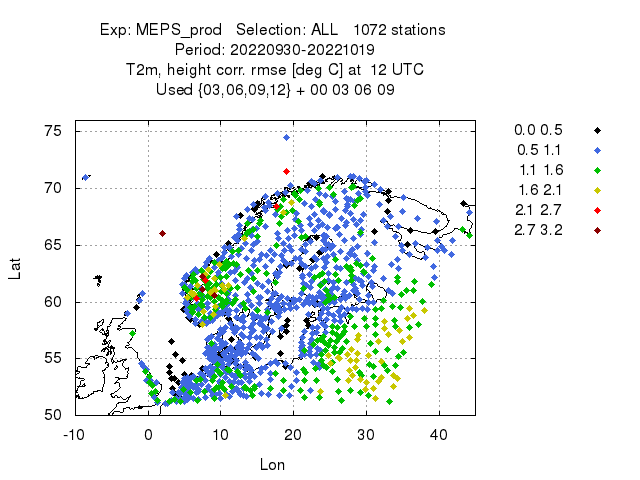 Exp: MEPS_prod   Selection: ALL   1072 stations
Period: 20220930-20221019
T2m, height corr. rmse [deg C] at  12 UTC
Used {03,06,09,12} + 00 03 06 09
75
70
65
60
55
50
-10 0 10 20 30 40
Lat
Lon
0.0 0.5
0.5 1.1
1.1 1.6
1.6 2.1
2.1 2.7
2.7 3.2